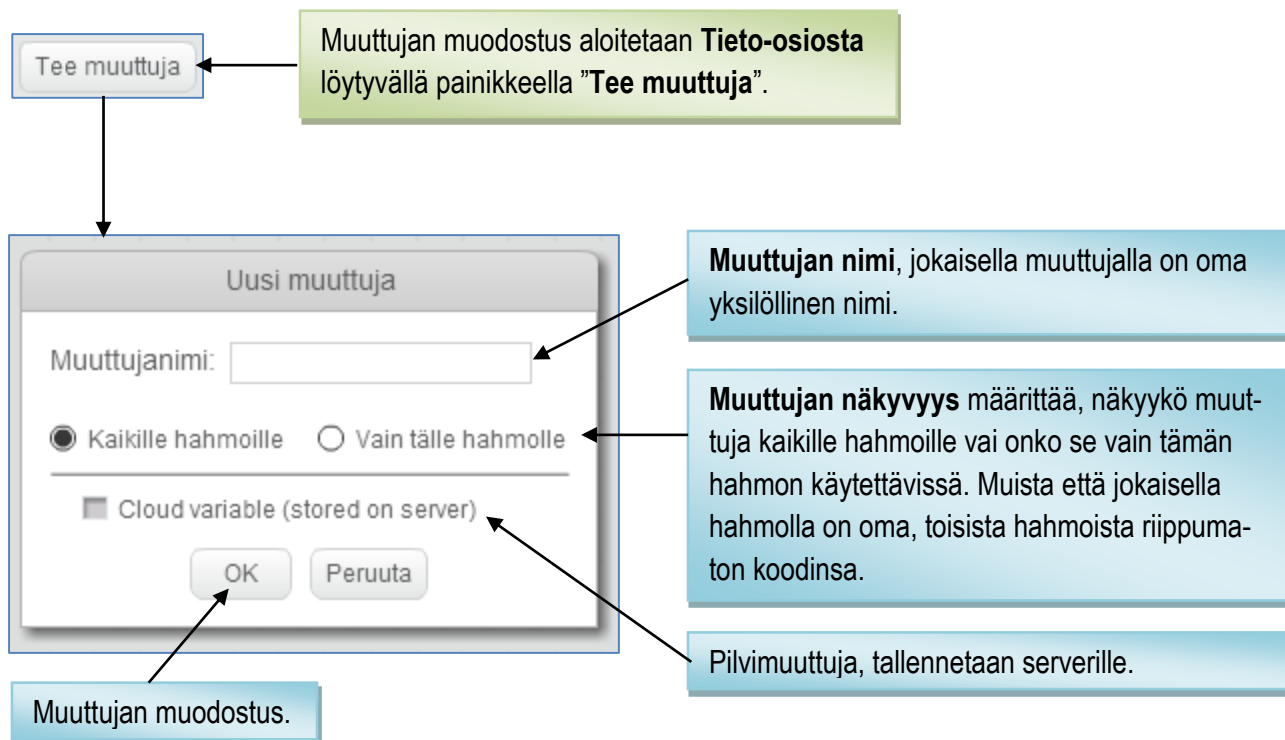 Tee muuttuja
Muuttujan muodostus aloitetaan Tieto-osiosta
löytyvällä painikkeella ”Tee muuttuja”.
Uusi muuttuja
Muuttujanimi:
Kaikille hahmoille
Vain tälle hahmolle
Cloud variable (stored on server)
OK
Peruuta
Muuttujan nimi, jokaisella muuttujalla on oma
yksilöllinen nimi.
Muuttujan näkyvyys määrittää, näkyykö muut-
tuja kaikille hahmoille vai onko se vain tämän
hahmon käytettävissä. Muista että jokaisella
hahmolla on oma, toisista hahmoista riippuma-
ton koodinsa.
Pilvimuuttuja, tallennetaan serverille.
Muuttujan muodostus.